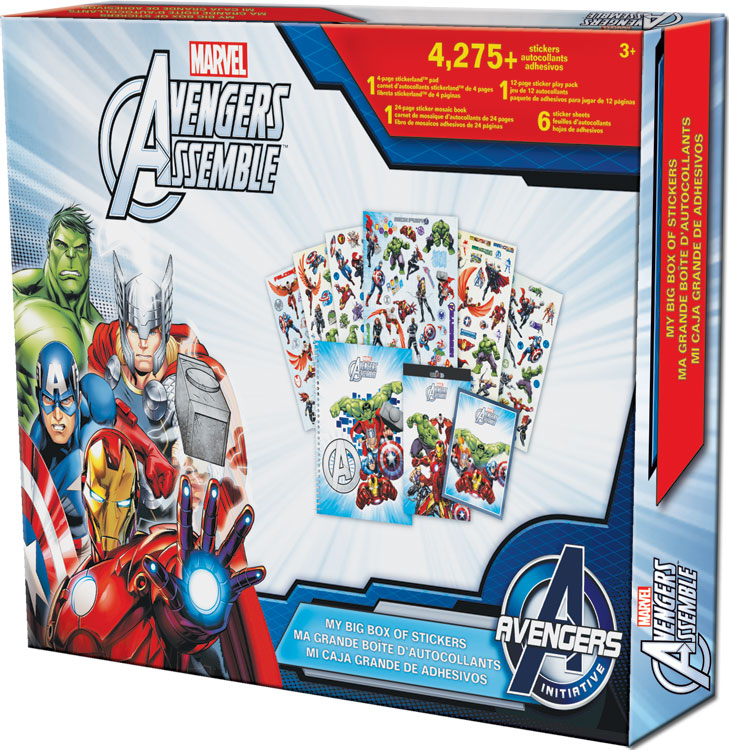 MARVEL
AVENGERS
ASSEMBLE™
4,275+ stickers
autocollants
adhesivos
3+
1 4-page stickerland™ pad
carnet d'autocollants stickerland™ de 4 pages
libreta stickerland™ de 4 páginas
1 12-page sticker play pack
jeu de 12 autocollants
paquete de adhesivos para jugar de 12 páginas
1 24-page sticker mosaic book
carnet de mosaïque d'autocollants de 24 pages
libro de mosaicos adhesivos de 24 páginas
6 sticker sheets
feuilles d'autocollants
hojas de adhesivos
MARVEL
AVENGERS
ASSEMBLE
A
MY BIG BOX OF STICKERS
MA GRANDE BOÎTE D'AUTOCOLLANTS
MI CAJA GRANDE DE ADHESIVOS
AVENGERS
INITIATIVE
MY BIG BOX OF STICKERS
MA GRANDE BOÎTE D'AUTOCOLLANTS
MI CAJA GRANDE DE ADHESIVOS
MARVEL
AVENGERS
ASSEMBLE